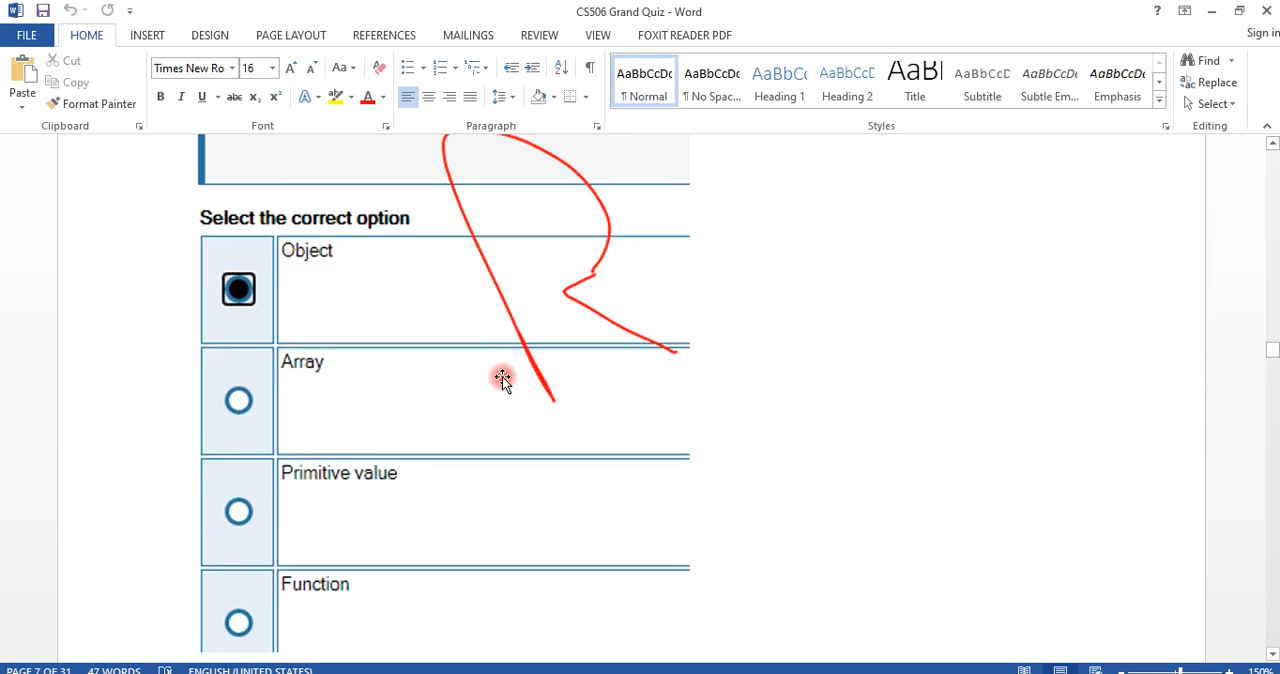 CS506 Grand Quiz - Word
Sign in
FILE HOME INSERT DESIGN PAGE LAYOUT REFERENCES MAILINGS REVIEW VIEW FOXIT READER PDF
Paste
Cut
Copy
Format Painter
Clipboard
Times New Ro 16
Font
Paragraph
AaBbCcDc AaBbCcDc AaBbCc AaBbCcD AaBl AaBbCcD AaBbCcDc AaBbCcDc
¶ Normal ¶ No Spac... Heading 1 Heading 2 Title Subtitle Subtle Em... Emphasis
Styles
Find
Replace
Select
Editing
Select the correct option
Object
Array
Primitive value
Function
PAGE 7 OF 31 47 WORDS ENGLISH (UNITED STATES) 150%